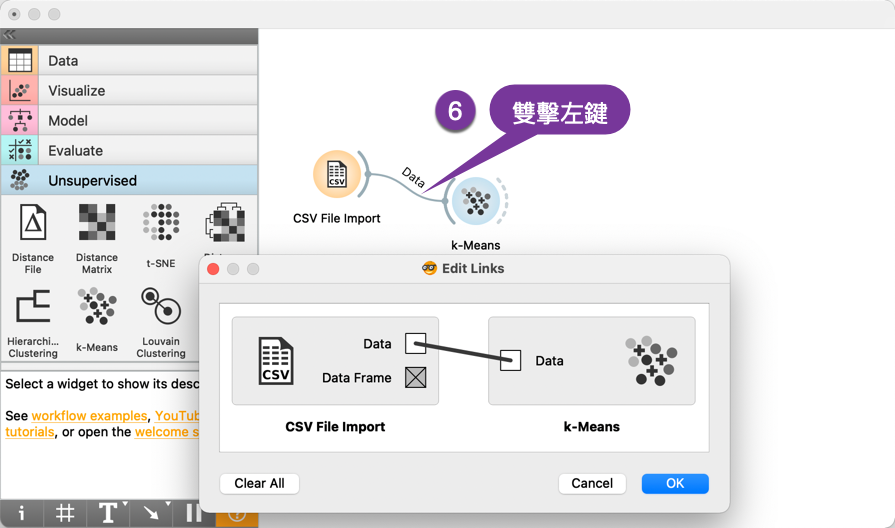 Data
Visualize
Model
Evaluate
Unsupervised
Distance
File
Distance
Matrix
t-SNE
Hierarchi...
Clustering
k-Means
Louvain
Clustering
Select a widget to show its desc
See workflow examples, YouTub
tutorials, or open the welcome s
6
雙擊左鍵
CSV
Data
CSV File Import
k-Means
Edit Links
CSV
Data
Data Frame
CSV File Import
Data
k-Means
Clear All
Cancel
OK